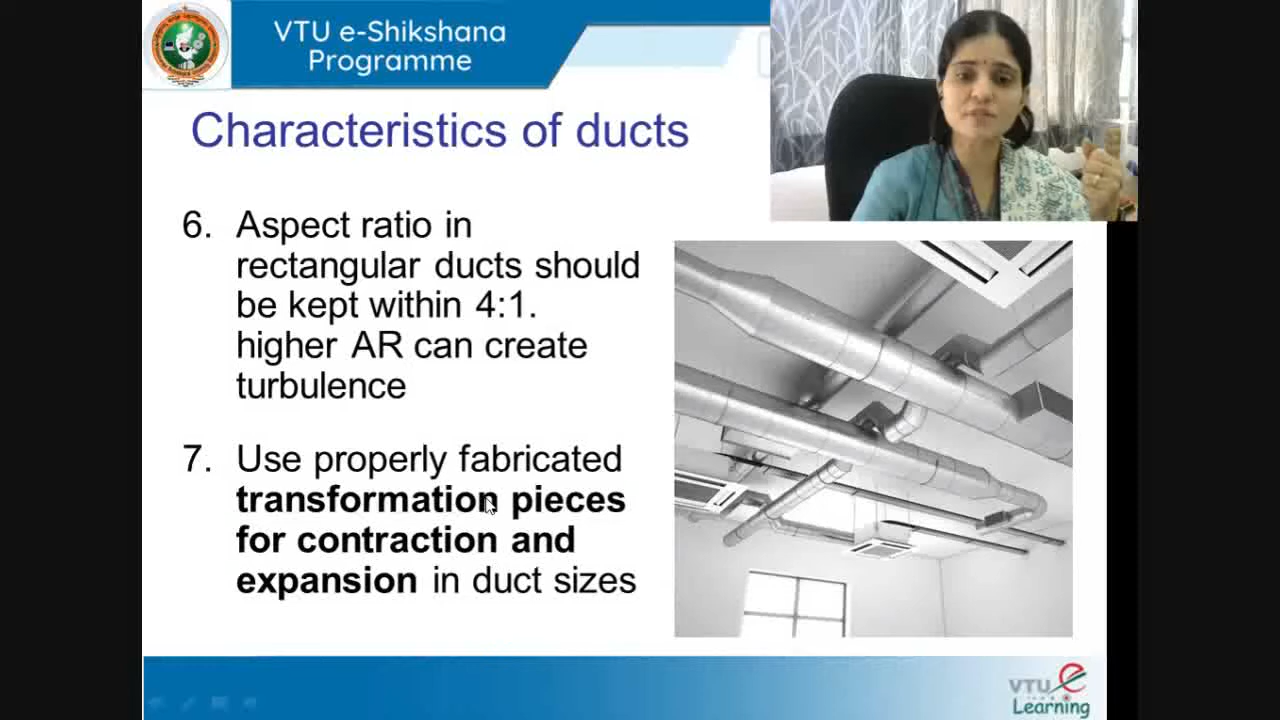 VTU e-Shikshana
Programme
Characteristics of ducts
6. Aspect ratio in
rectangular ducts should
be kept within 4:1.
higher AR can create
turbulence
7. Use properly fabricated
transformation pieces
for contraction and
expansion in duct sizes
VTU e
Learning